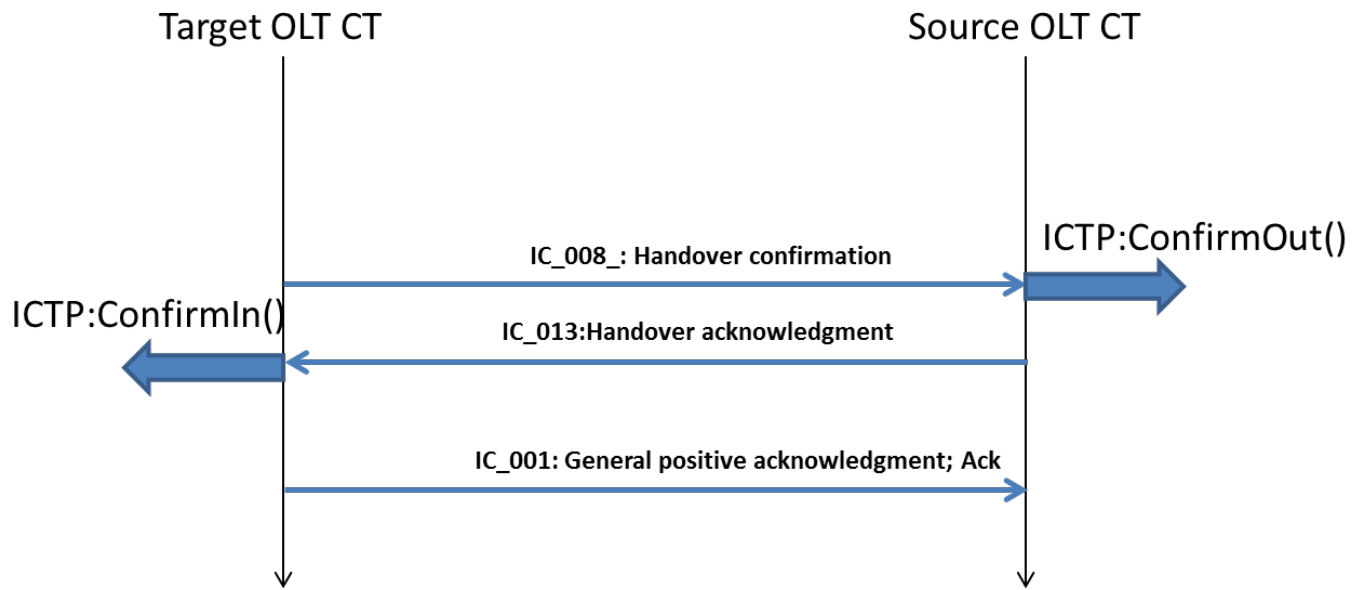 Target OLT CT
Source OLT CT
ICTP:ConfirmOut()
IC_008_: Handover confirmation
ICTP:ConfirmIn()
IC_013:Handover acknowledgment
IC_001: General positive acknowledgment; Ack